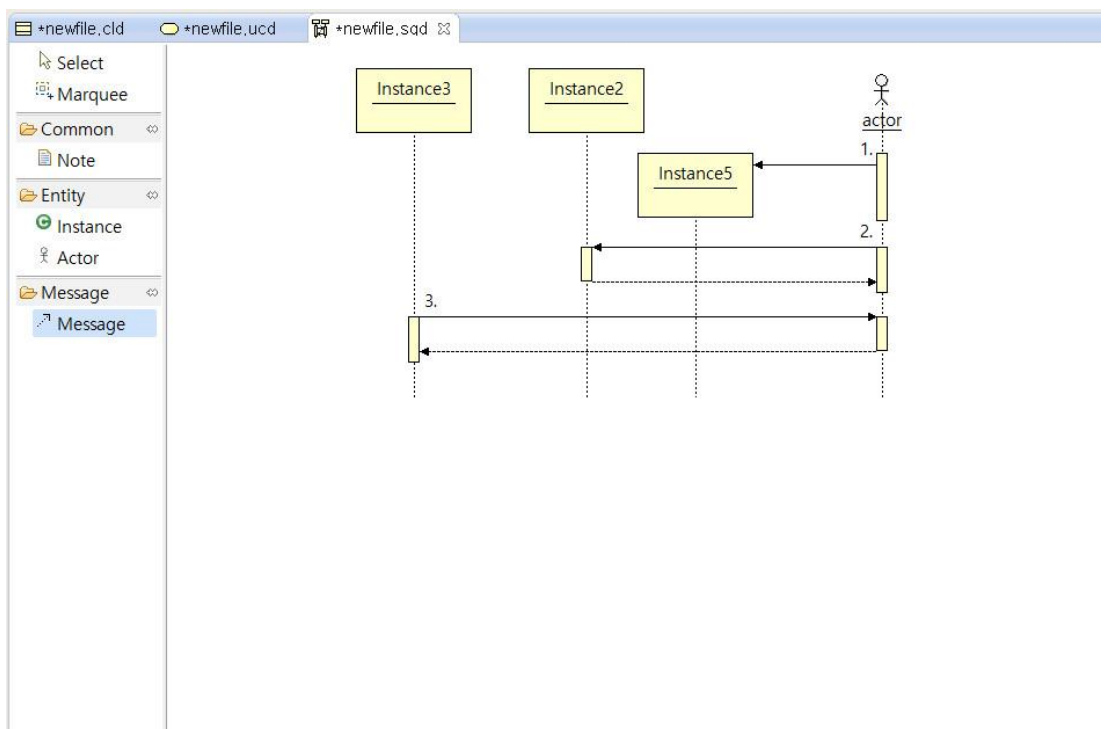 *newfile.cld *newfile.ucd *newfile.sqd
Select
Marquee
Common
Note
Entity
Instance
Actor
Message
Message
Instance3 Instance2
actor
1.
Instance5
2.
3.